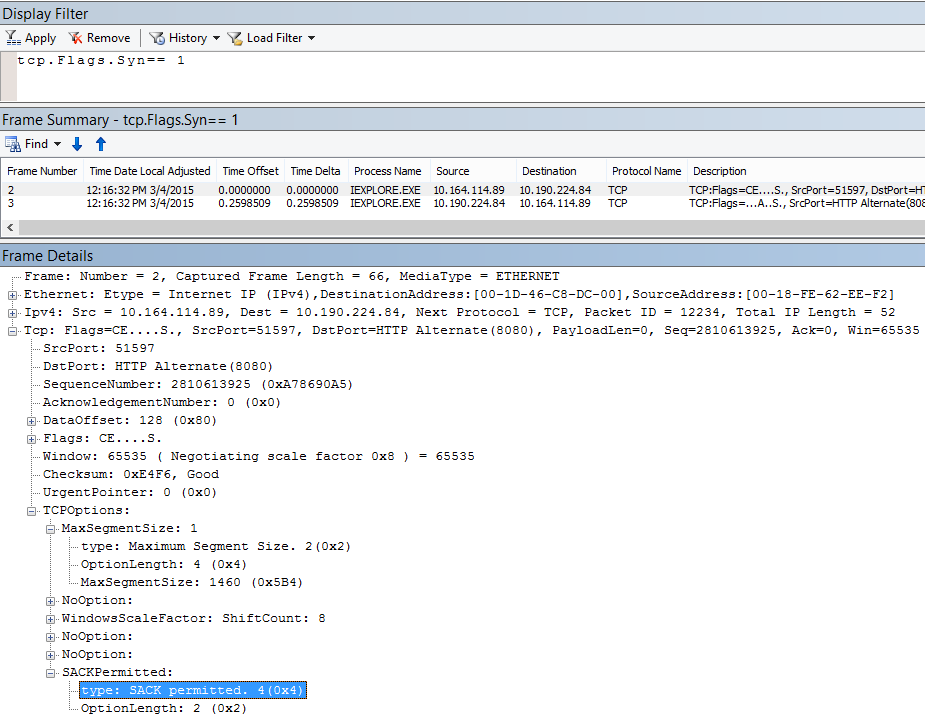 Display Filter
Apply Remove History Load Filter
tcp.Flags.Syn== 1
Frame Summary - tcp.Flags.Syn== 1
Find
Frame Number Time Date Local Adjusted Time Offset Time Delta Process Name Source Destination Protocol Name Description
2 12:16:32 PM 3/4/2015 0.0000000 0.0000000 IEXPLORE.EXE 10.164.114.89 10.190.224.84 TCP TCP:Flags=CE....S., SrcPort=51597, DstPort=HT
3 12:16:32 PM 3/4/2015 0.2598509 0.2598509 IEXPLORE.EXE 10.190.224.84 10.164.114.89 TCP TCP:Flags=...A..S., SrcPort=HTTP Alternate(808
Frame Details
Frame: Number = 2, Captured Frame Length = 66, MediaType = ETHERNET
Ethernet: Etype = Internet IP (IPv4),DestinationAddress:[00-1D-46-C8-DC-00],SourceAddress:[00-18-FE-62-EE-F2]
Ipv4: Src = 10.164.114.89, Dest = 10.190.224.84, Next Protocol = TCP, Packet ID = 12234, Total IP Length = 52
Tcp: Flags=CE....S., SrcPort=51597, DstPort=HTTP Alternate(8080), PayloadLen=0, Seq=2810613925, Ack=0, Win=65535
SrcPort: 51597
DstPort: HTTP Alternate(8080)
SequenceNumber: 2810613925 (0xA78690A5)
AcknowledgementNumber: 0 (0x0)
DataOffset: 128 (0x80)
Flags: CE....S.
Window: 65535 ( Negotiating scale factor 0x8 ) = 65535
Checksum: 0xE4F6, Good
UrgentPointer: 0 (0x0)
TCPOptions:
MaxSegmentSize: 1
type: Maximum Segment Size. 2(0x2)
OptionLength: 4 (0x4)
MaxSegmentSize: 1460 (0x5B4)
NoOption:
WindowsScaleFactor: ShiftCount: 8
NoOption:
NoOption:
SACKPermitted:
type: SACK permitted. 4(0x4)
OptionLength: 2 (0x2)